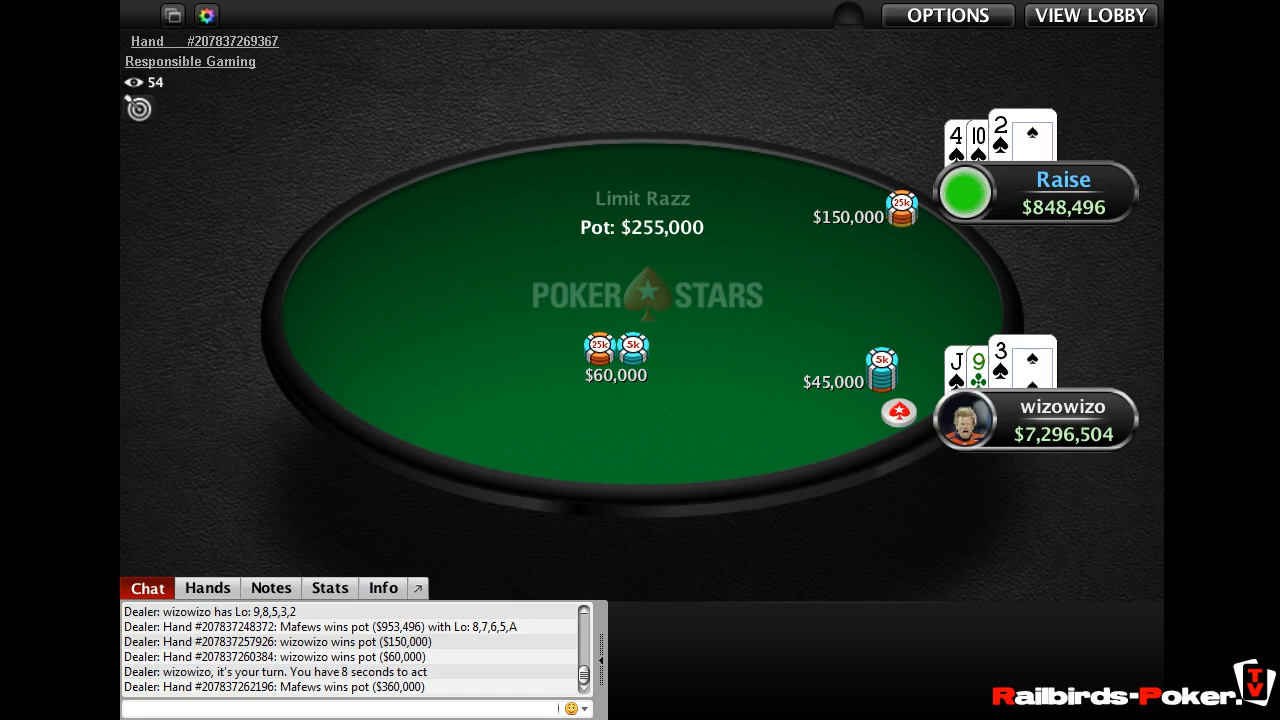 OPTIONS
VIEW LOBBY
Hand #207837269367
Responsible Gaming
54
4 10 2
Raise
$848,496
Limit Razz
Pot: $255,000
$150,000
25k
POKER STARS
25k 5k
$60,000
5k
$45,000
J 9 3
wizowizo
$7,296,504
Chat Hands Notes Stats Info
Dealer: wizowizo has Lo: 9,8,5,3,2
Dealer: Hand #207837248372: Mafews wins pot ($953,496) with Lo: 8,7,6,5,A
Dealer: Hand #207837257926: wizowizo wins pot ($150,000)
Dealer: Hand #207837260384: wizowizo wins pot ($60,000)
Dealer: wizowizo, it's your turn. You have 8 seconds to act
Dealer: Hand #207837262196: Mafews wins pot ($360,000)
Railbirds-Poker.TV